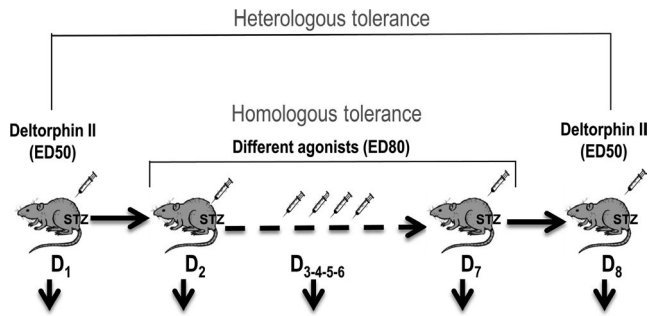 Heterologous tolerance
Homologous tolerance
Deltorphin II
(ED50)
Different agonists (ED80)
Deltorphin II
(ED50)
STZ
STZ
STZ
STZ
D1
D2
D3-4-5-6
D7
D8